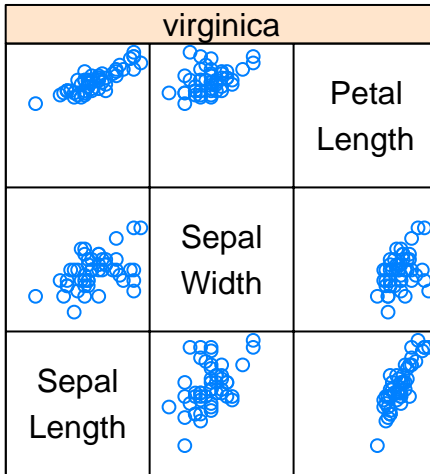 virginica
Petal
Length
Sepal
Width
Sepal
Length